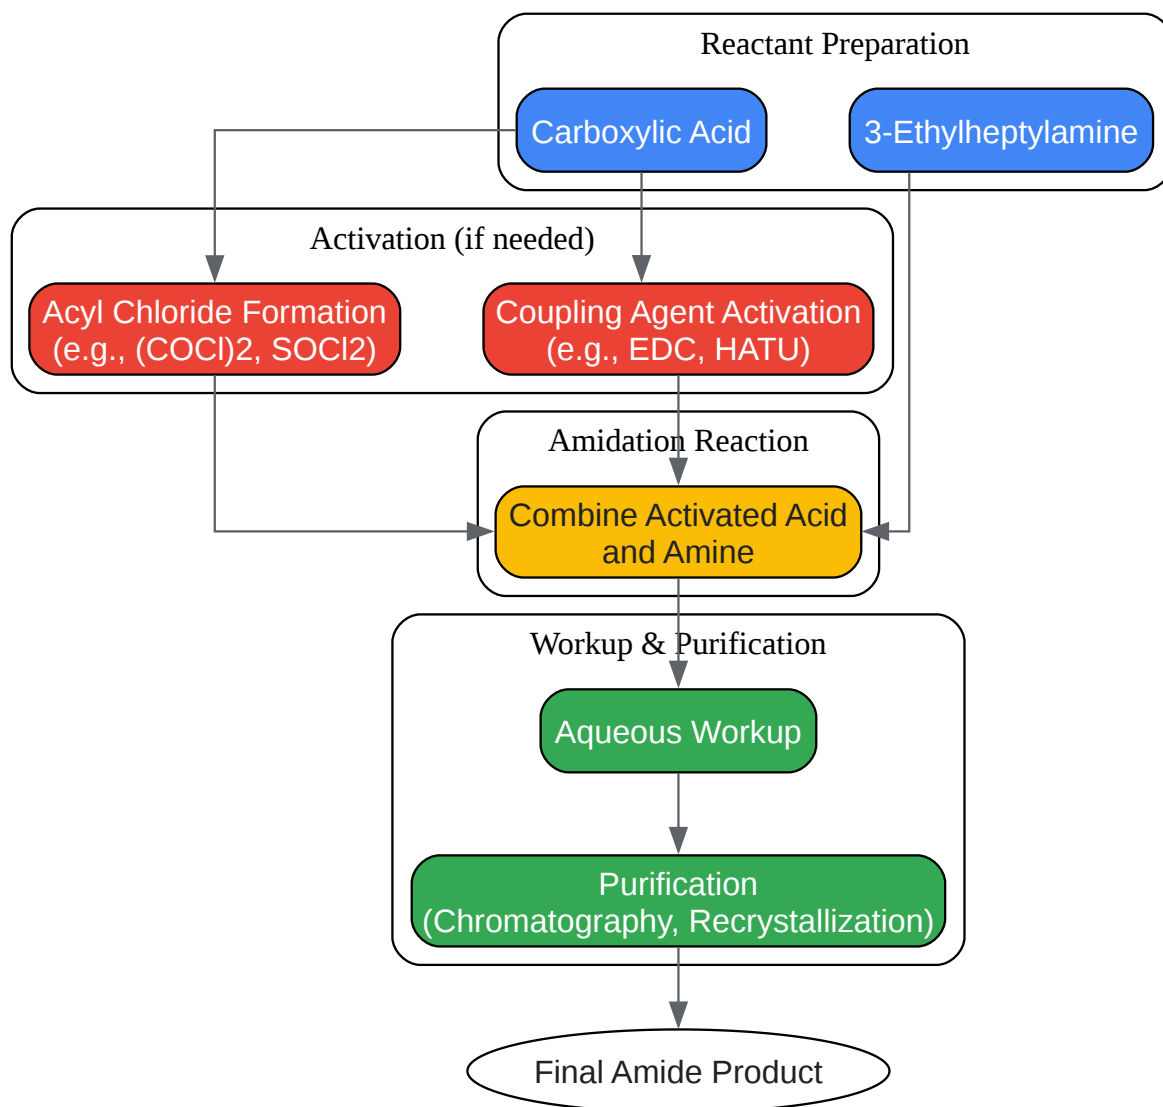 Reactant Preparation
Carboxylic Acid
3-Ethylheptylamine
Activation (if needed)
Acyl Chloride Formation
(e.g., (COCl)2, SOCl2)
Coupling Agent Activation
(e.g., EDC, HATU)
Amidation Reaction
Combine Activated Acid
and Amine
Workup & Purification
Aqueous Workup
Purification
(Chromatography, Recrystallization)
Final Amide Product